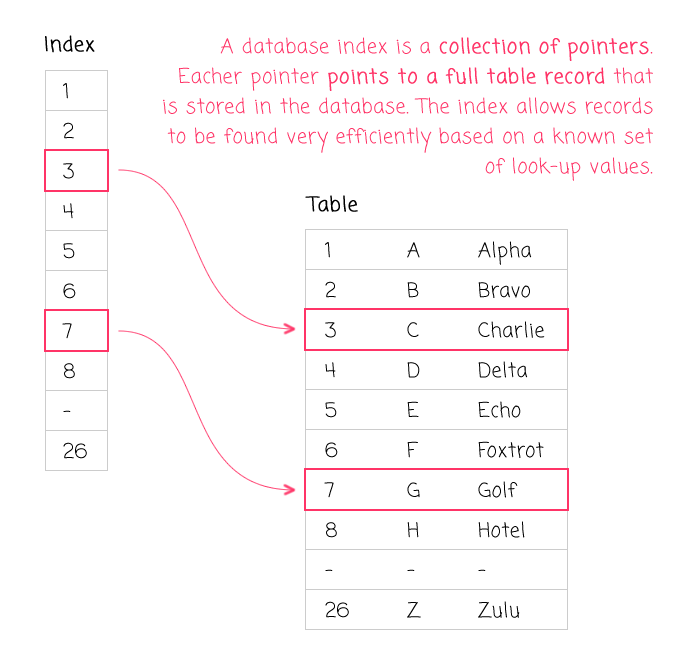 Index
A database index is a collection of pointers.
Eacher pointer points to a full table record that
is stored in the database. The index allows records
to be found very efficiently based on a known set
of look-up values.
1
2
3
4
5
6
7
8
-
26
Table
1 A Alpha
2 B Bravo
3 C Charlie
4 D Delta
5 E Echo
6 F Foxtrot
7 G Golf
8 H Hotel
- - -
26 Z Zulu